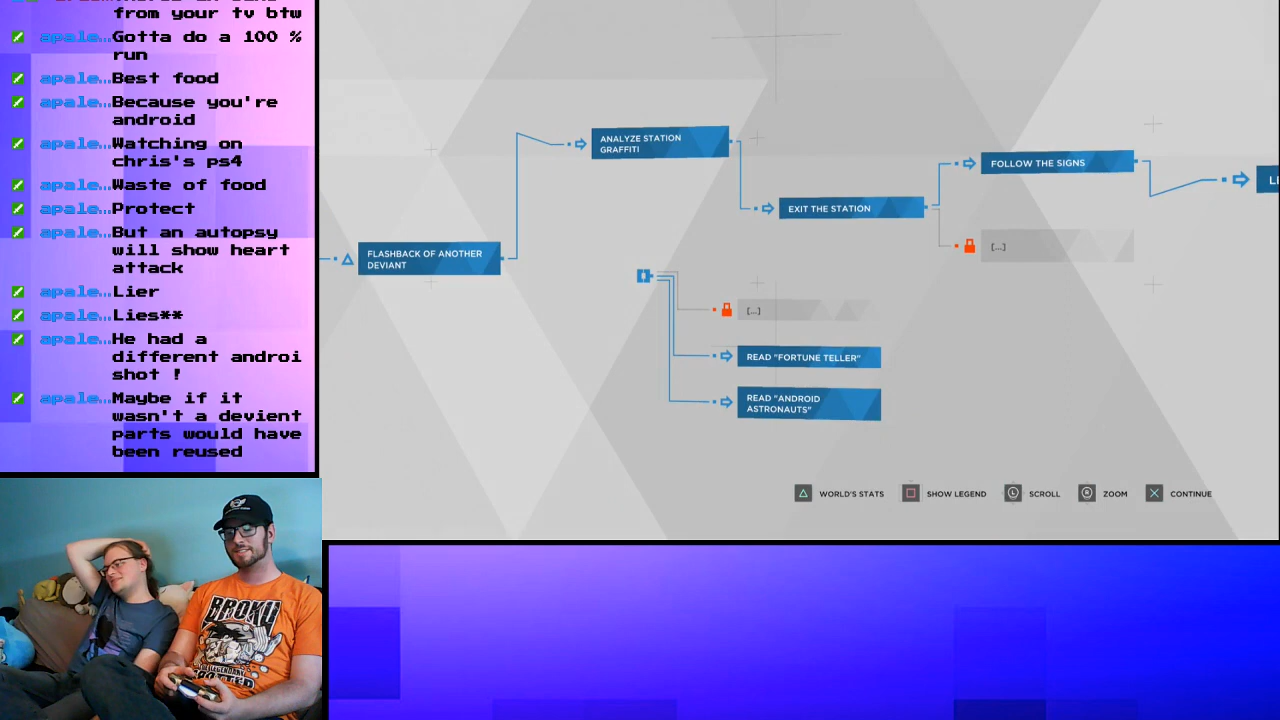 from your tv btw
apale…Gotta do a 100 %
run
apale…Best food
apale…Because you're
android
apale…Watching on
chris's ps4
apale…Waste of food
apale…Protect
apale…But an autopsy
will show heart
attack
apale…Lier
apale…Lies**
apale…He had a
different androi
shot !
apale…Maybe if it
wasn't a devient
parts would have
been reused
ANALYZE STATION
GRAFFITI
FOLLOW THE SIGNS
EXIT THE STATION
[...]
FLASHBACK OF ANOTHER
DEVIANT
[...]
READ "FORTUNE TELLER"
READ "ANDROID
ASTRONAUTS"
WORLD'S STATS
SHOW LEGEND
L SCROLL
R ZOOM
CONTINUE
BROKU